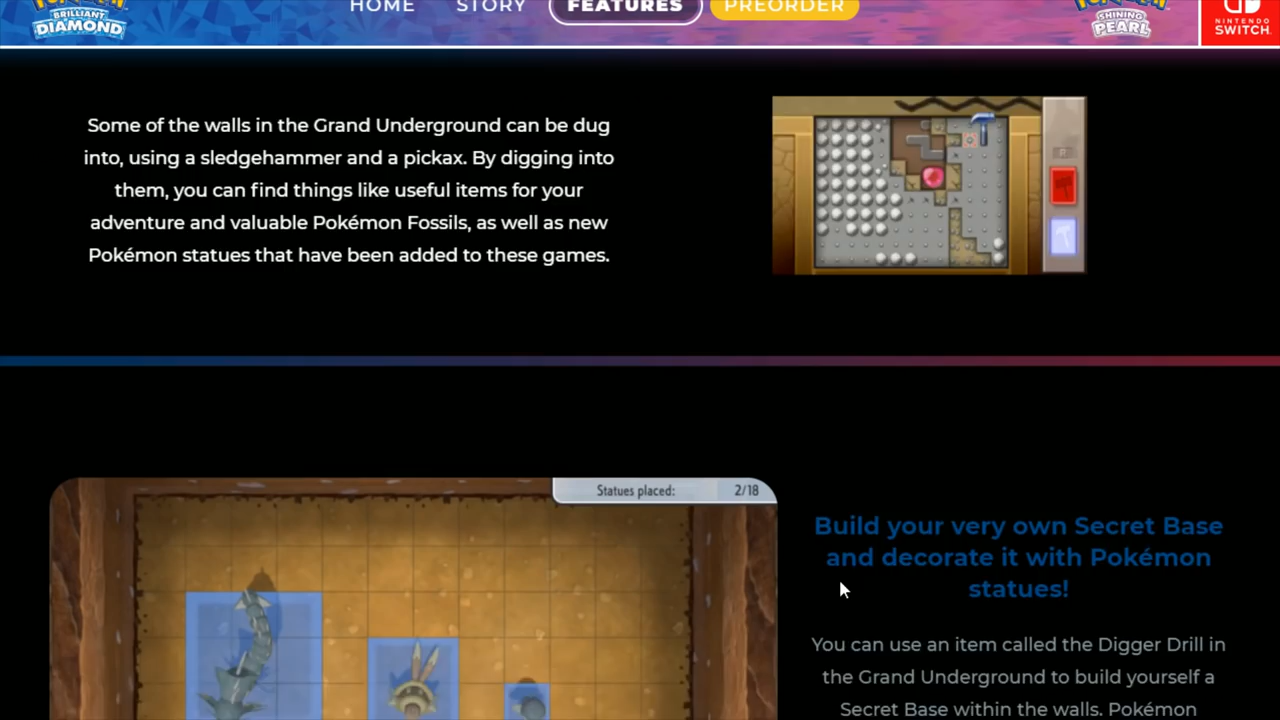 BRILLIANT
DIAMOND
HOME
STORY
FEATURES
PREORDER
SHINING
PEARL
NINTENDO
SWITCH.
Some of the walls in the Grand Underground can be dug
into, using a sledgehammer and a pickax. By digging into
them, you can find things like useful items for your
adventure and valuable Pokémon Fossils, as well as new
Pokémon statues that have been added to these games.
Statues placed: 2/18
Build your very own Secret Base
and decorate it with Pokémon
statues!
You can use an item called the Digger Drill in
the Grand Underground to build yourself a
Secret Base within the walls. Pokémon